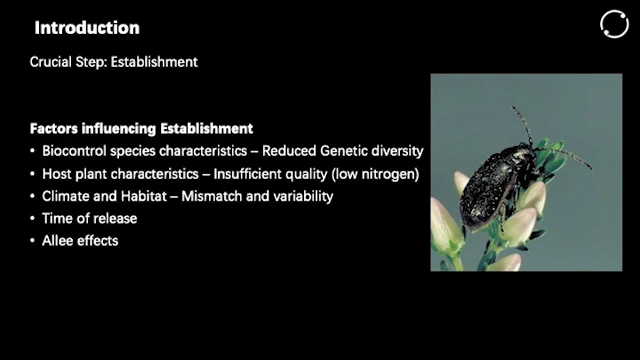 Introduction
Crucial Step: Establishment
Factors influencing Establishment
• Biocontrol species characteristics – Reduced Genetic diversity
• Host plant characteristics – Insufficient quality (low nitrogen)
• Climate and Habitat – Mismatch and variability
• Time of release
• Allee effects